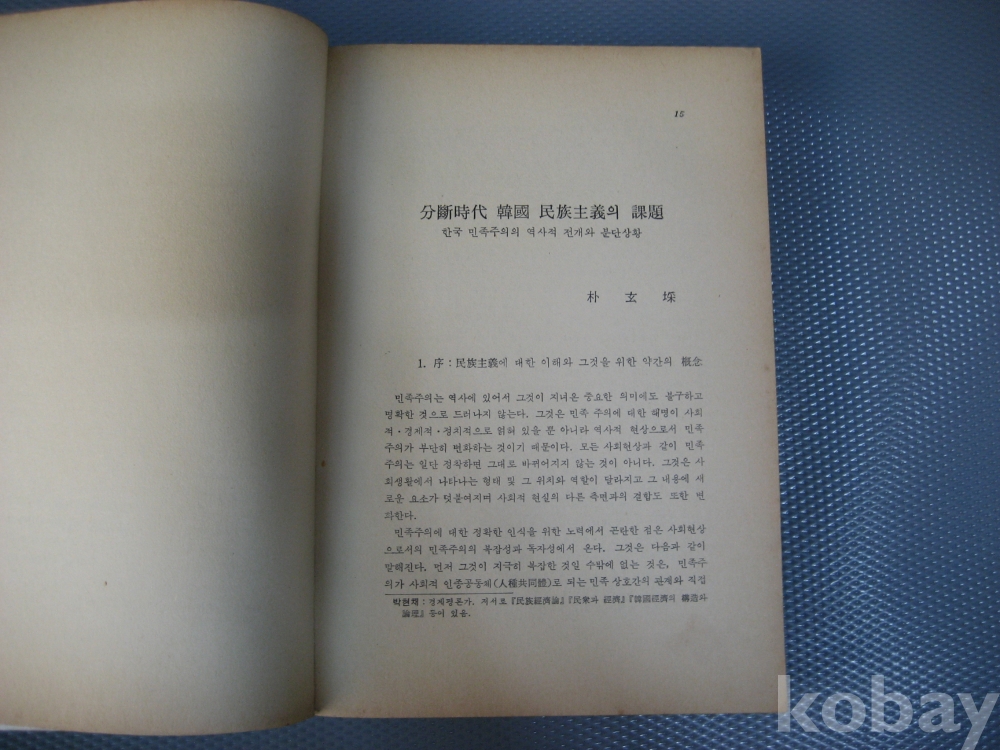 15
分斷時代 韓國 民族主義의 課題
한국 민족주의의 역사적 전개와 분단상황
朴 玄 埰
1. 序 : 民族主義에 대한 이해와 그것을 위한 약간의 槪念
민족주의는 역사에 있어서 그것이 지녀온 중요한 의미에도 불구하고
명확한 것으로 드러나지 않는다. 그것은 민족 주의에 대한 해명이 사회
적·경제적·정치적으로 얽혀 있을 뿐 아니라 역사적 현상으로서 민족
주의가 부단히 변화하는 것이기 때문이다. 모든 사회현상과 같이 민족
주의는 일단 정착하면 그대로 바뀌어지지 않는 것이 아니다. 그것은 사
회생활에서 나타나는 형태 및 그 위치와 역할이 달라지고 그 내용에 새
로운 요소가 덧붙여지며 사회적 현실의 다른 측면과의 결합도 또한 변
화한다.
민족주의에 대한 정확한 인식을 위한 노력에서 곤란한 점은 사회현상
으로서의 민족주의의 복잡성과 독자성에서 온다. 그것은 다음과 같이
말해진다. 먼저 그것이 지극히 복잡한 것일 수밖에 없는 것은, 민족주
의가 사회적 인종공동체(人種共同體)로 되는 민족 상호간의 관계와 직접
박현채 : 경제평론가. 저서로 『民族經濟論』『民衆과 經濟』『韓國經濟의 構造와
論理』 등이 있음.
kobay